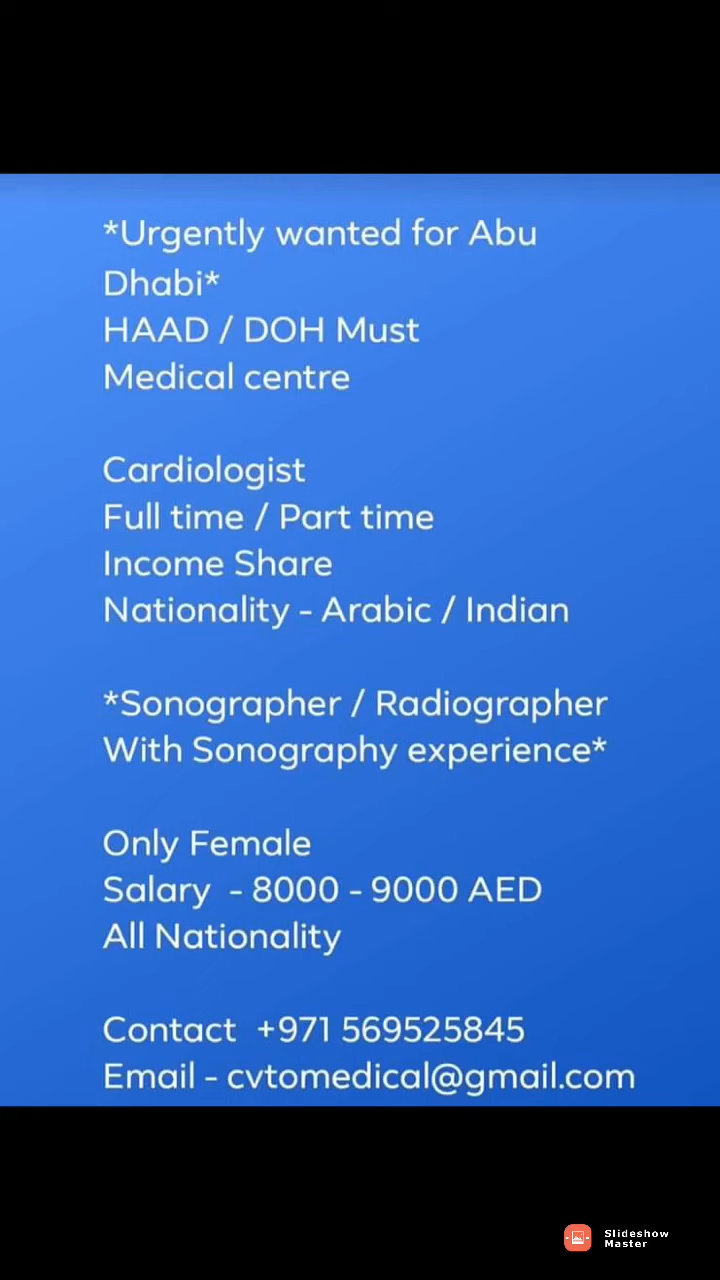 *Urgently wanted for Abu
Dhabi*
HAAD / DOH Must
Medical centre
Cardiologist
Full time / Part time
Income Share
Nationality - Arabic / Indian
*Sonographer / Radiographer
With Sonography experience*
Only Female
Salary  - 8000 - 9000 AED
All Nationality
Contact  +971 569525845
Email - cvtomedical@gmail.com
Slideshow
Master